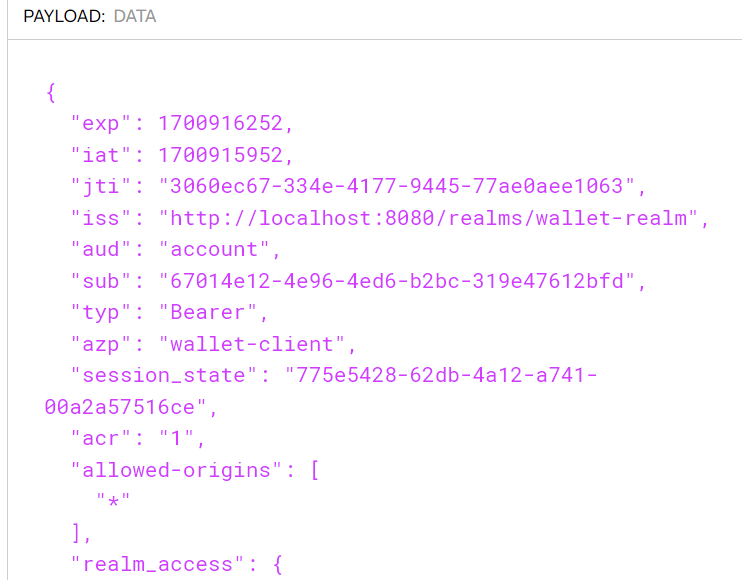 PAYLOAD: DATA
{
"exp": 1700916252,
"iat": 1700915952,
"jti": "3060ec67-334e-4177-9445-77ae0aee1063",
"iss": "http://localhost:8080/realms/wallet-realm",
"aud": "account",
"sub": "67014e12-4e96-4ed6-b2bc-319e47612bfd",
"typ": "Bearer",
"azp": "wallet-client",
"session_state": "775e5428-62db-4a12-a741-
00a2a57516ce",
"acr": "1",
"allowed-origins": [
"*"
],
"realm_access": {